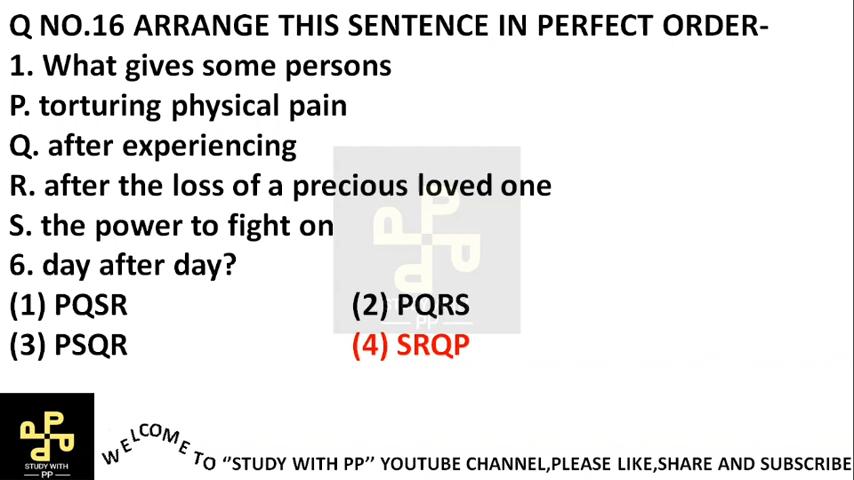 Q NO.16 ARRANGE THIS SENTENCE IN PERFECT ORDER-
1. What gives some persons
P. torturing physical pain
Q. after experiencing
R. after the loss of a precious loved one
S. the power to fight on
6. day after day?
(1) PQSR (2) PQRS
(3) PSQR (4) SRQP
STUDY WITH
PP
WELCOME TO ‘’STUDY WITH PP’’ YOUTUBE CHANNEL,PLEASE LIKE,SHARE AND SUBSCRIBE